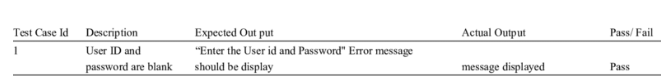 Test Case Id Description Expected Out put Actual Output Pass/ Fail
1 User ID and “Enter the User id and Password" Error message
password are blank should be display message displayed Pass